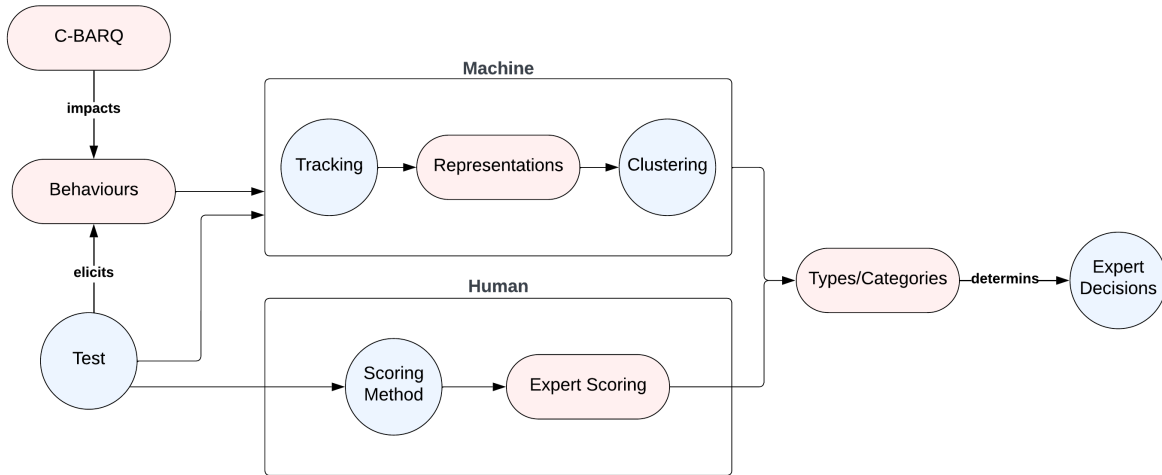 C-BARQ
impacts
Behaviours
elicits
Test
Machine
Tracking
Representations
Clustering
Human
Scoring
Method
Expert Scoring
Types/Categories
determins
Expert
Decisions